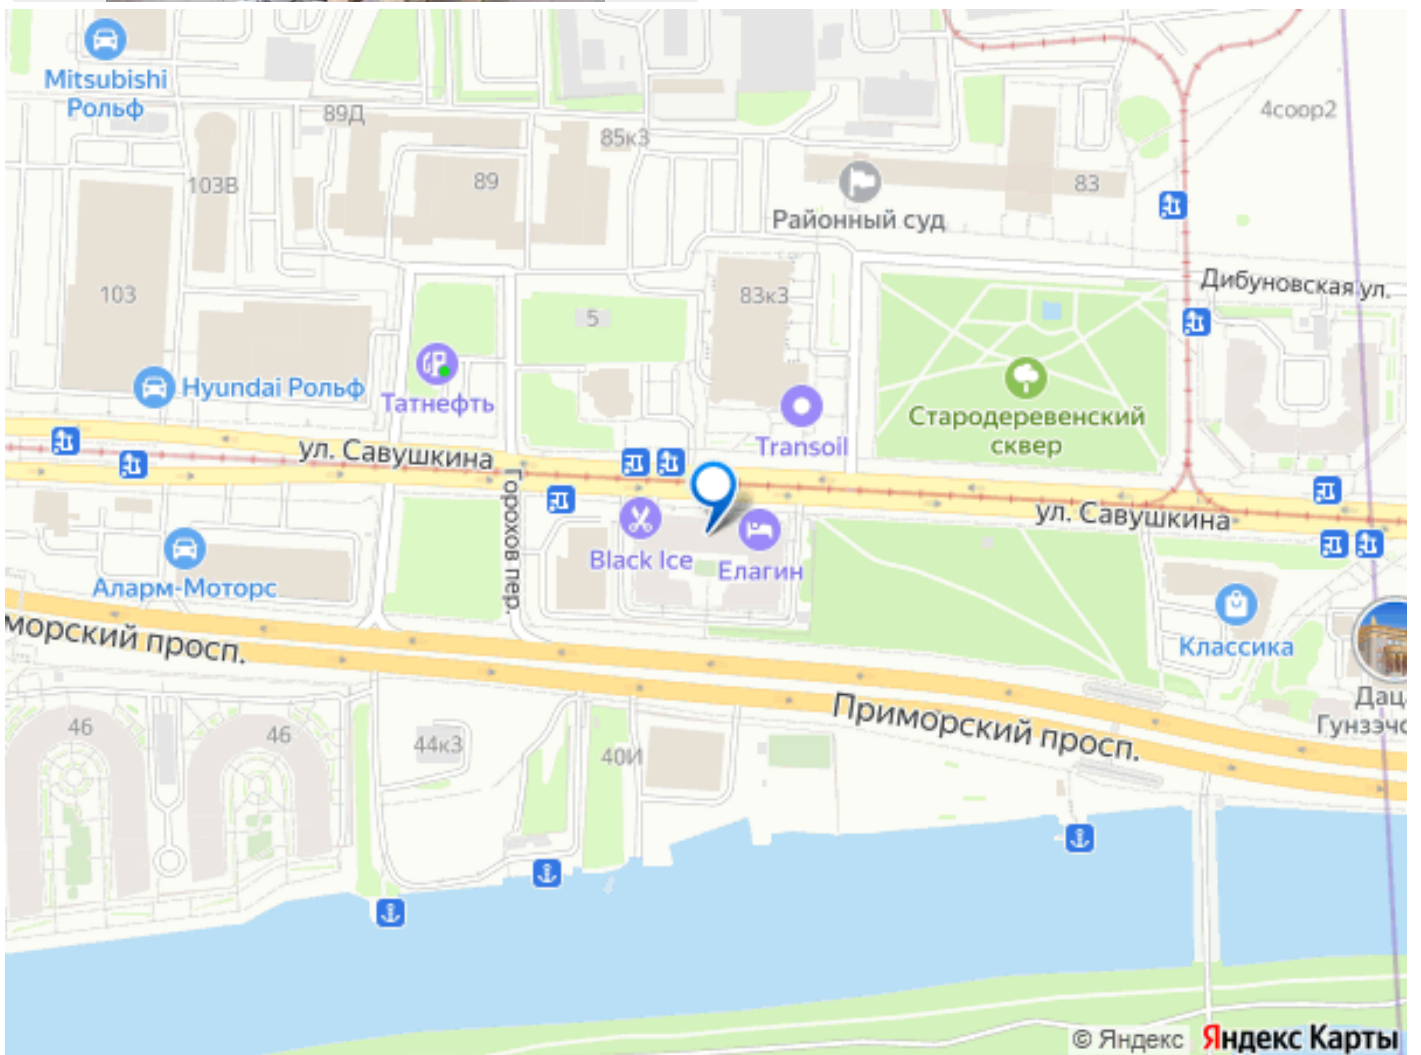 Mitsubishi
Рольф
89Д
85к3
4соор2
103В
89
83
Районный суд
103
83к3
Дибуновская ул.
5
Hyundai Рольф
Татнефть
Стародеревенский
сквер
Transoil
ул. Савушкина
Горохов пер.
ул. Савушкина
Black Ice
Елагин
Аларм-Моторс
Классика
морский просп.
Дац
Гунзэчо
Приморский просп.
46
46
44к3
40И
© Яндекс Яндекс Карты